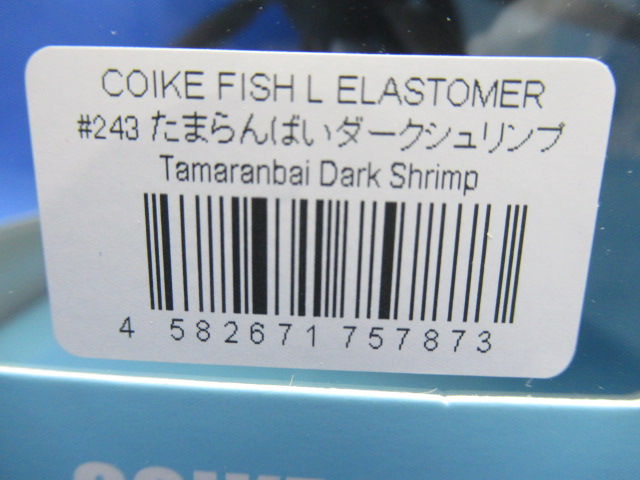 COIKE FISH L ELASTOMER
#243 たまらんばいダークシュリンプ
Tamaranbai Dark Shrimp
4 582671 757873